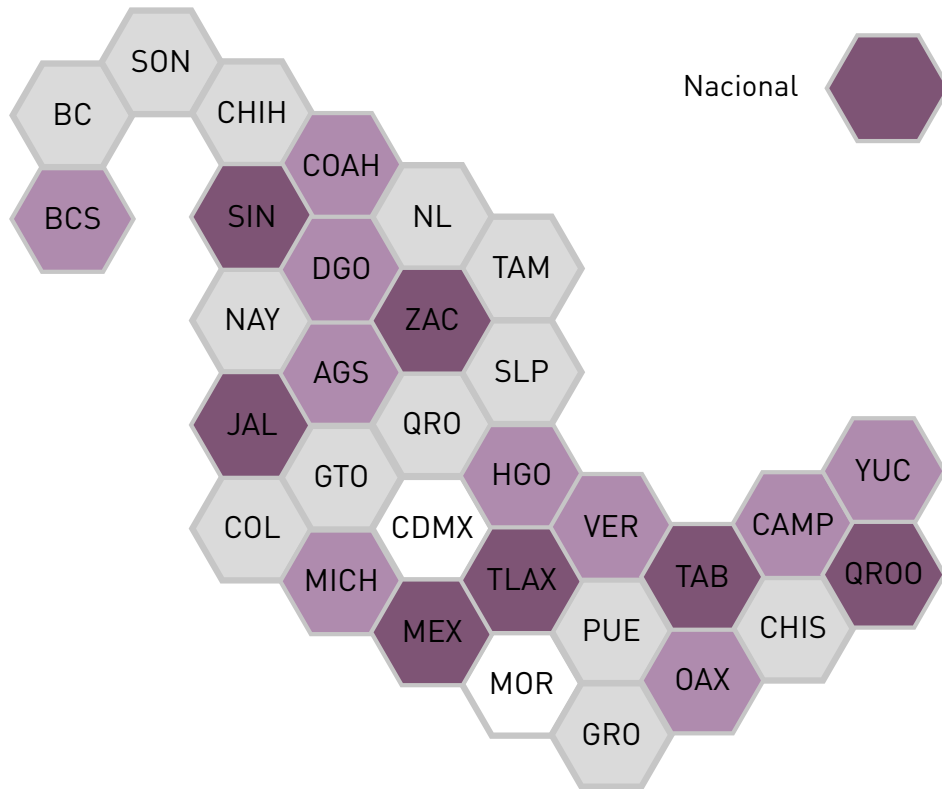 SON
Nacional
BC
CHIH
COAH
BCS
SIN
NL
DGO
TAM
NAY
ZAC
AGS
SLP
JAL
QRO
GTO
HGO
YUC
COL
CDMX
VER
CAMP
MICH
TLAX
TAB
QROO
MEX
PUE
CHIS
MOR
OAX
GRO